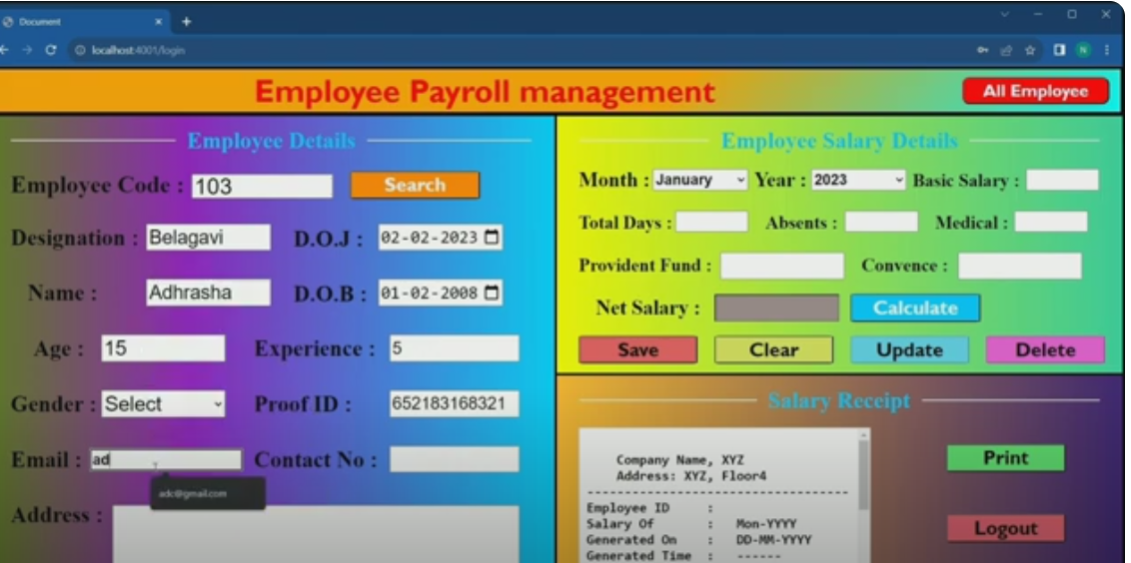 Document
localhost:4001/login
N
Employee Payroll management
All Employee
Employee Details
Employee Code : 103 Search
Designation : Belagavi D.O.J : 02-02-2023
Name : Adhrasha D.O.B : 01-02-2008
Age : 15 Experience : 5
Gender : Select Proof ID : 652183168321
Email : ad Contact No :
adc@gmail.com
Address :
Employee Salary Details
Month : January Year : 2023 Basic Salary :
Total Days : Absents : Medical :
Provident Fund : Convence :
Net Salary : Calculate
Save Clear Update Delete
Salary Receipt
Company Name, XYZ
Address: XYZ, Floor4
----------------------------------
Employee ID :
Salary Of : Mon-YYYY
Generated On : DD-MM-YYYY
Generated Time : ------
Print
Logout